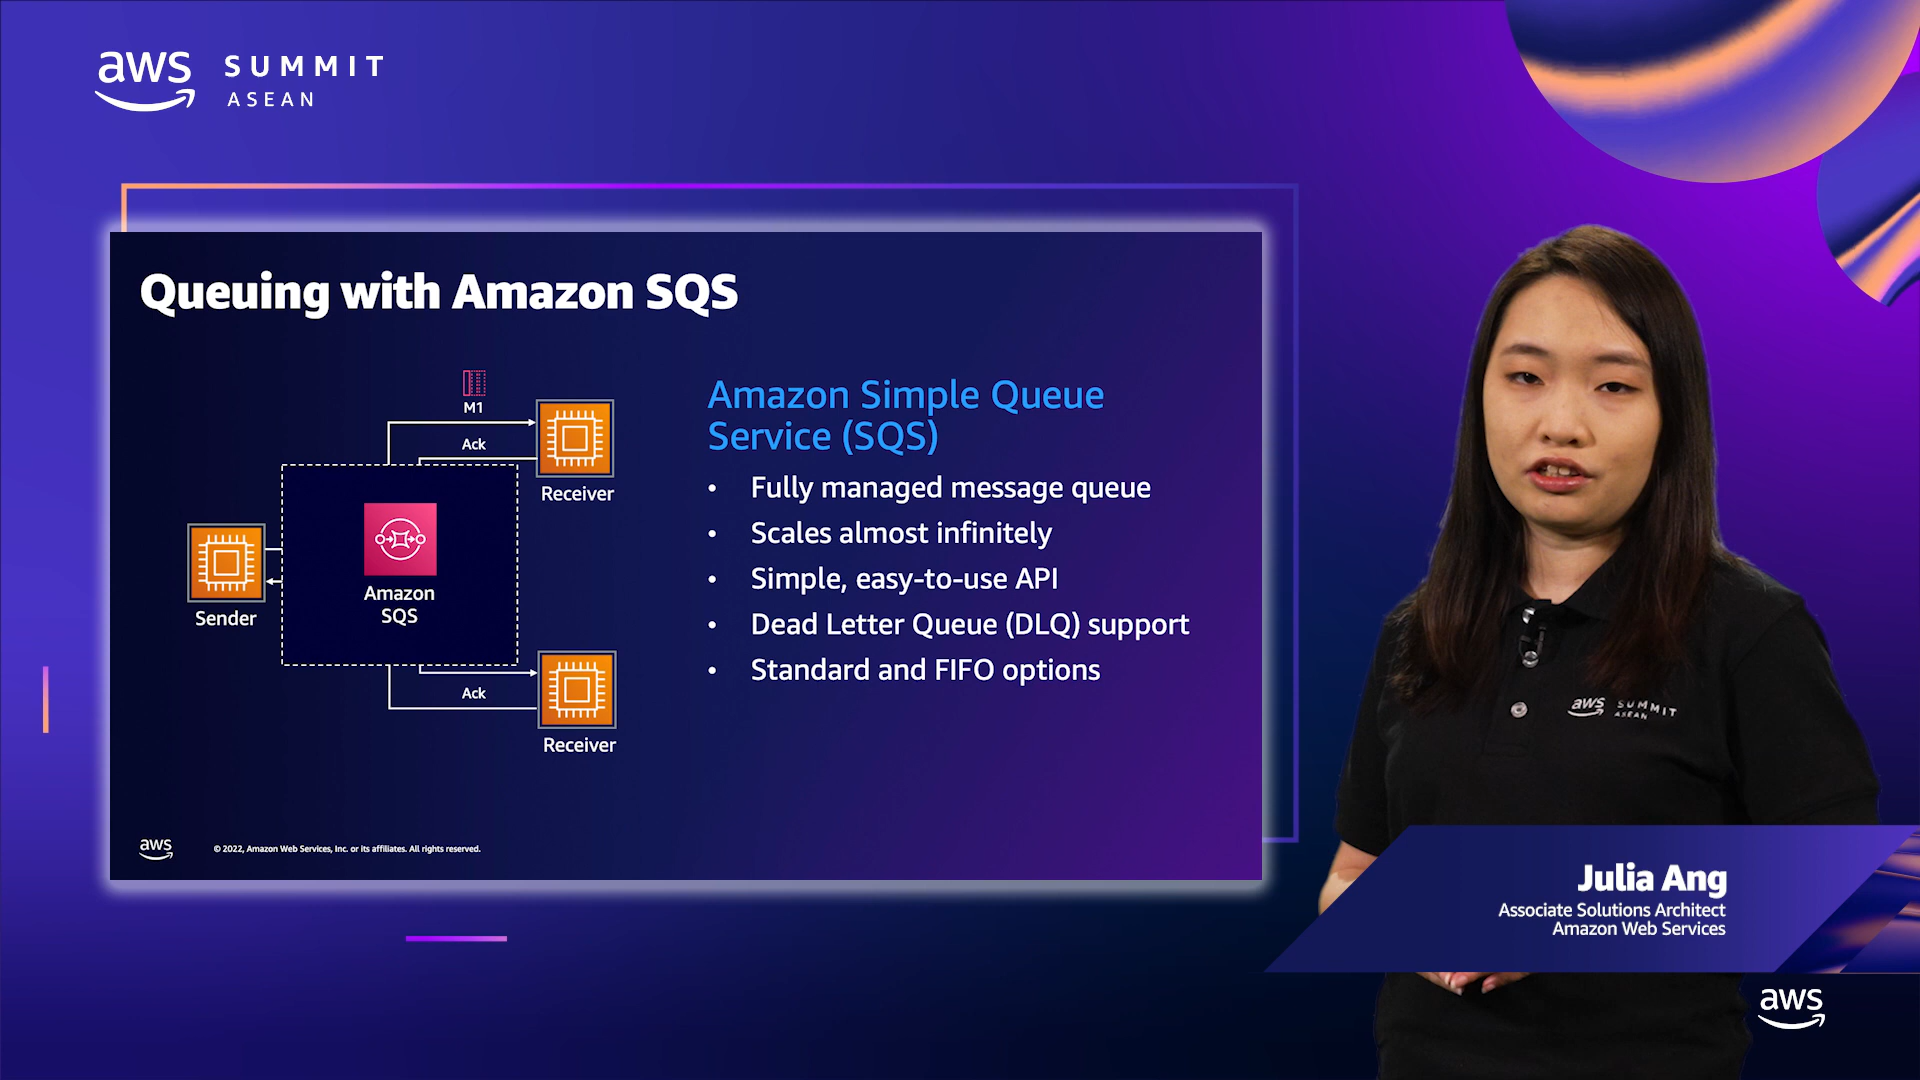 aws SUMMIT
ASEAN
Queuing with Amazon SQS
M1
Ack
Receiver
Amazon
SQS
Sender
Ack
Receiver
Amazon Simple Queue
Service (SQS)
• Fully managed message queue
• Scales almost infinitely
• Simple, easy-to-use API
• Dead Letter Queue (DLQ) support
• Standard and FIFO options
aws © 2022, Amazon Web Services, Inc. or its affiliates. All rights reserved.
aws SUMMIT
ASEAN
Julia Ang
Associate Solutions Architect
Amazon Web Services
aws